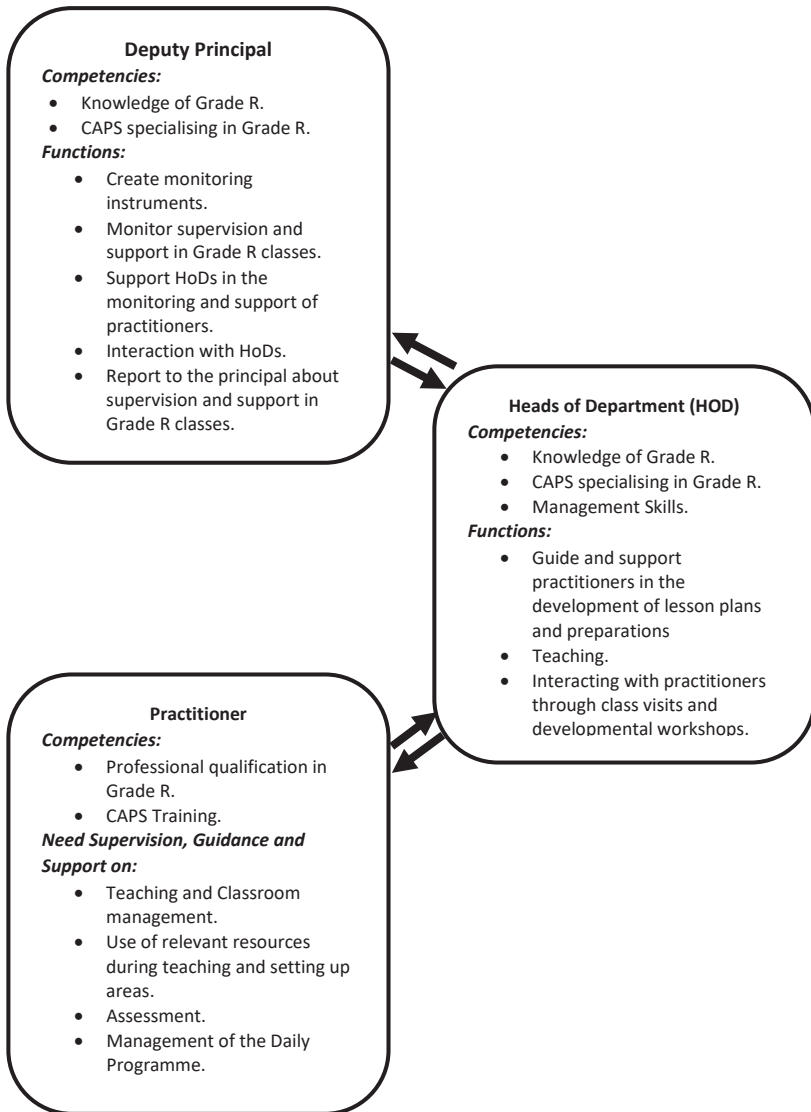 Deputy Principal
Competencies:
• Knowledge of Grade R.
• CAPS specialising in Grade R.
Functions:
• Create monitoring
instruments.
• Monitor supervision and
support in Grade R classes.
• Support HoDs in the
monitoring and support of
practitioners.
• Interaction with HoDs.
• Report to the principal about
supervision and support in
Grade R classes.
Heads of Department (HOD)
Competencies:
• Knowledge of Grade R.
• CAPS specialising in Grade R.
• Management Skills.
Functions:
• Guide and support
practitioners in the
development of lesson plans
and preparations
• Teaching.
• Interacting with practitioners
through class visits and
developmental workshops.
Practitioner
Competencies:
• Professional qualification in
Grade R.
• CAPS Training.
Need Supervision, Guidance and
Support on:
• Teaching and Classroom
management.
• Use of relevant resources
during teaching and setting up
areas.
• Assessment.
• Management of the Daily
Programme.